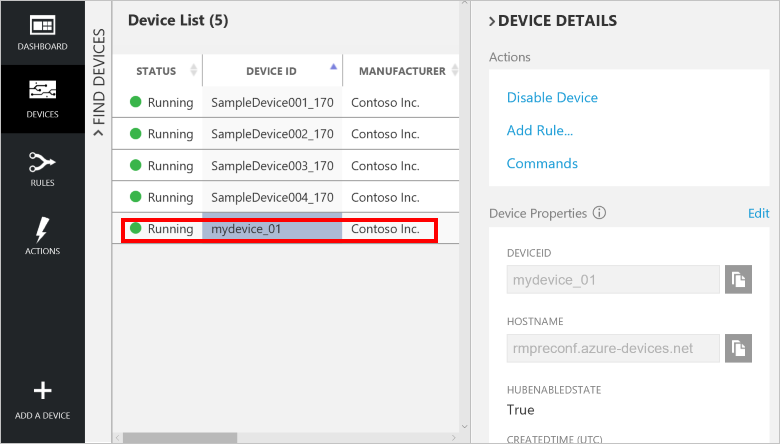 DASHBOARD
DEVICES
RULES
ACTIONS
ADD A DEVICE
FIND DEVICES
Device List (5)
STATUS DEVICE ID MANUFACTURER
Running SampleDevice001_170 Contoso Inc.
Running SampleDevice002_170 Contoso Inc.
Running SampleDevice003_170 Contoso Inc.
Running SampleDevice004_170 Contoso Inc.
Running mydevice_01 Contoso Inc.
DEVICE DETAILS
Actions
Disable Device
Add Rule...
Commands
Device Properties Edit
DEVICEID
mydevice_01
HOSTNAME
rmpreconf.azure-devices.net
HUBENABLEDSTATE
True
CREATEDTIME (UTC)